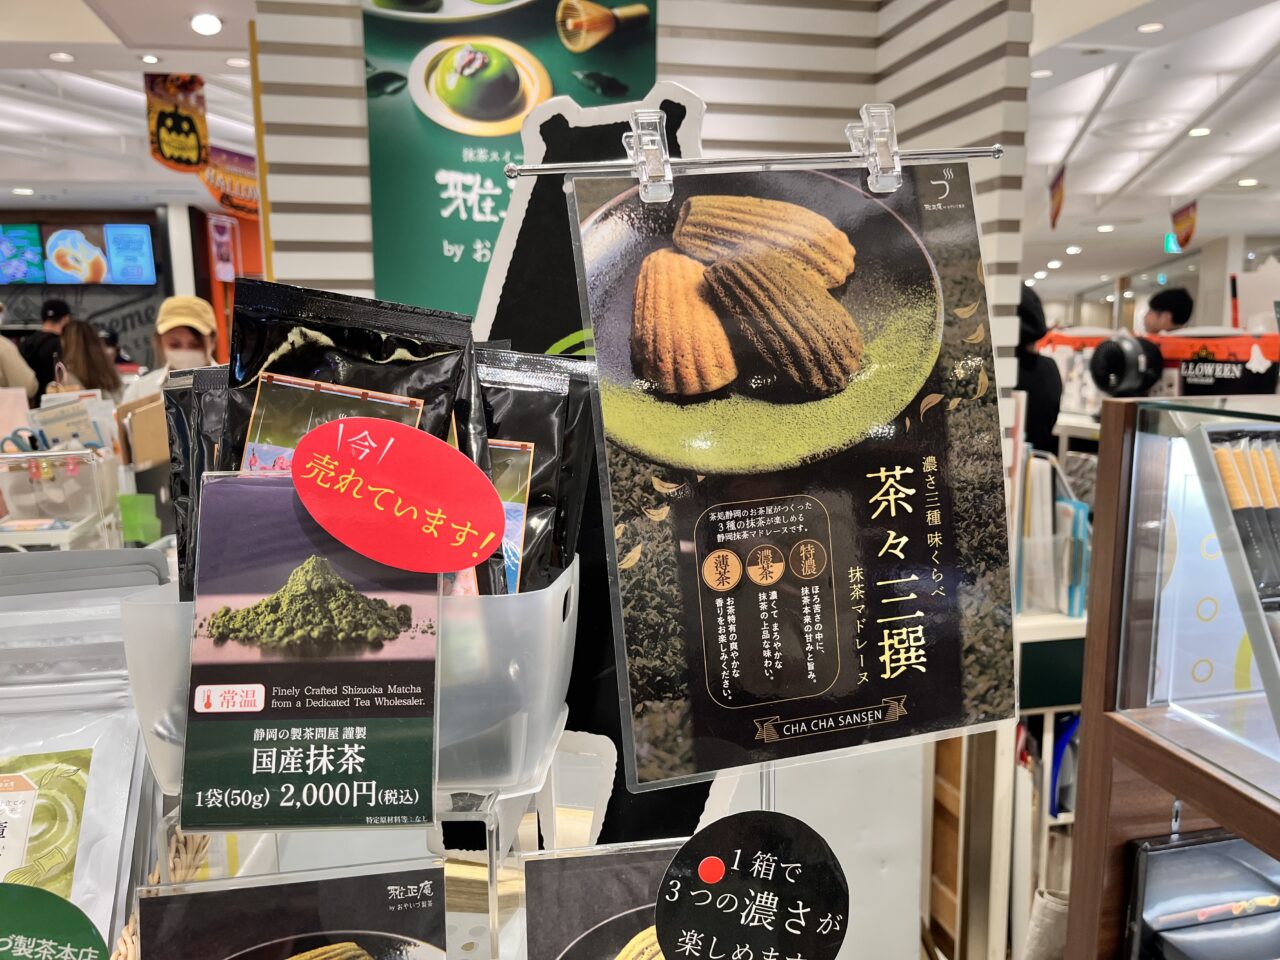 抹茶スイー
雅正
by お
今
売れています!
常温
Finely Crafted Shizuoka Matcha
from a Dedicated Tea Wholesaler.
静岡の製茶問屋 謹製
国産抹茶
1袋(50g) 2,000円(税込)
特定原材料等:なし
濃さ三種 味くらべ
茶々三撰
抹茶マドレーヌ
茶処静岡のお茶屋がつくった
3種の抹茶が楽しめる
静岡抹茶マドレーヌです。
特濃
ほろ苦さの中に、
抹茶本来の甘みと旨み。
濃茶
濃くて まろやかな
抹茶の上品な味わい。
薄茶
お茶特有の爽やかな
香りをお楽しみください。
CHA CHA SANSEN
1箱で
3つの濃さが
楽しめます
雅正庵
by おやいづ製茶
づ製茶本店
LLOWEEN